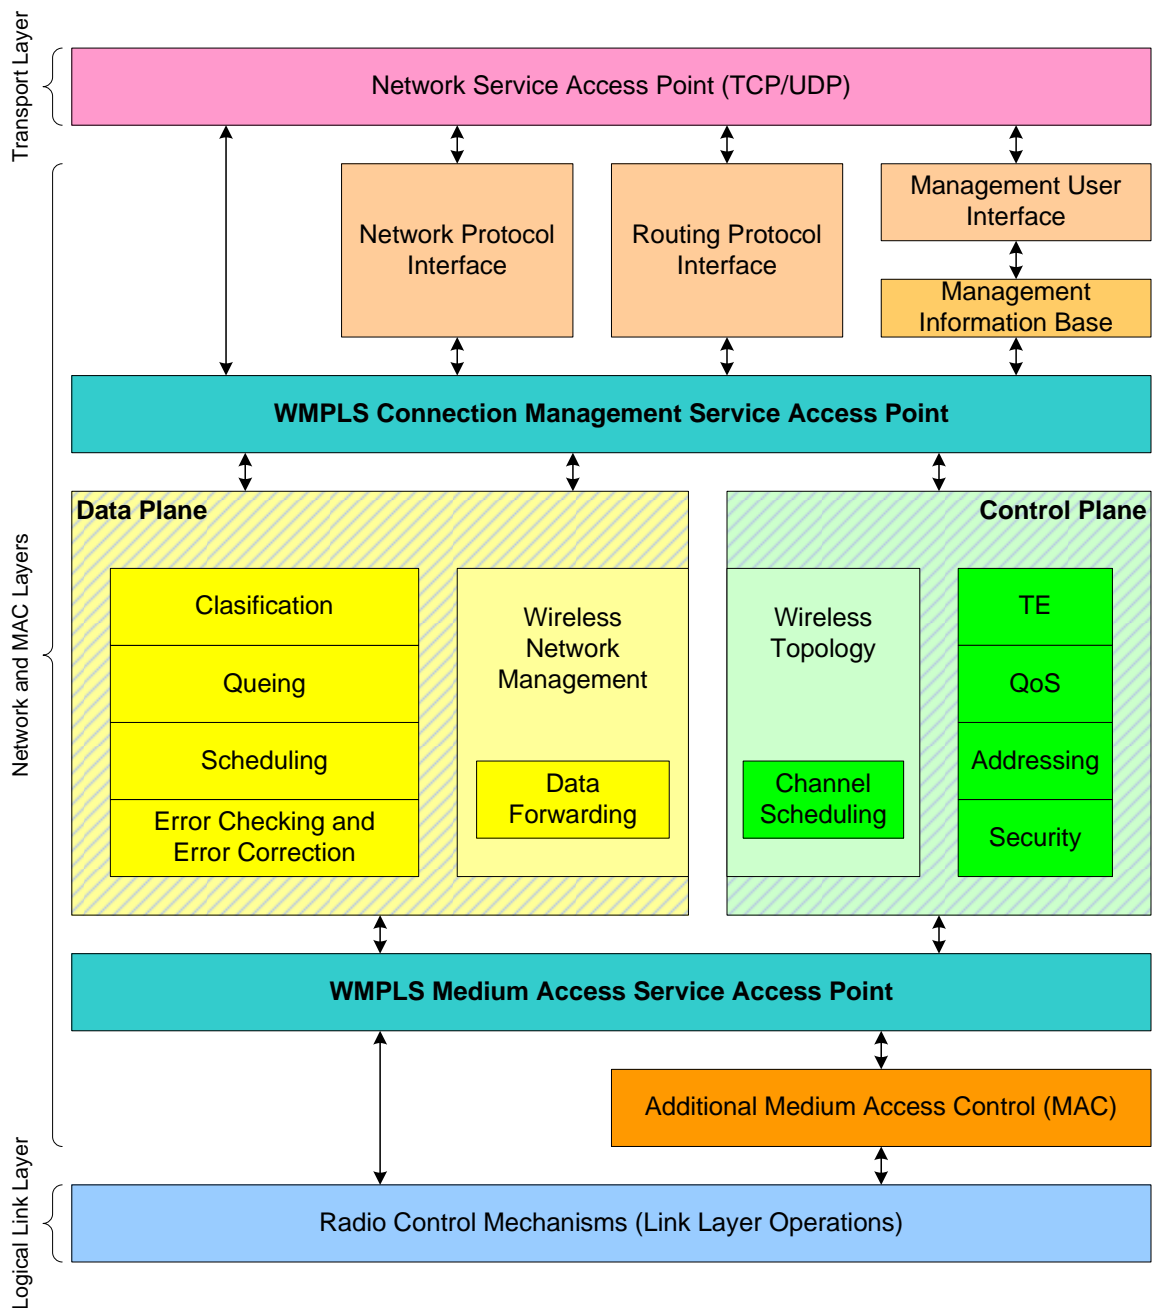 Transport Layer
Network Service Access Point (TCP/UDP)
Network and MAC Layers
Network Protocol
Interface
Routing Protocol
Interface
Management User
Interface
Management
Information Base
WMPLS Connection Management Service Access Point
Data Plane
Clasification
Queing
Scheduling
Error Checking and
Error Correction
Wireless
Network
Management
Data
Forwarding
Control Plane
Wireless
Topology
Channel
Scheduling
TE
QoS
Addressing
Security
WMPLS Medium Access Service Access Point
Additional Medium Access Control (MAC)
Logical Link Layer
Radio Control Mechanisms (Link Layer Operations)